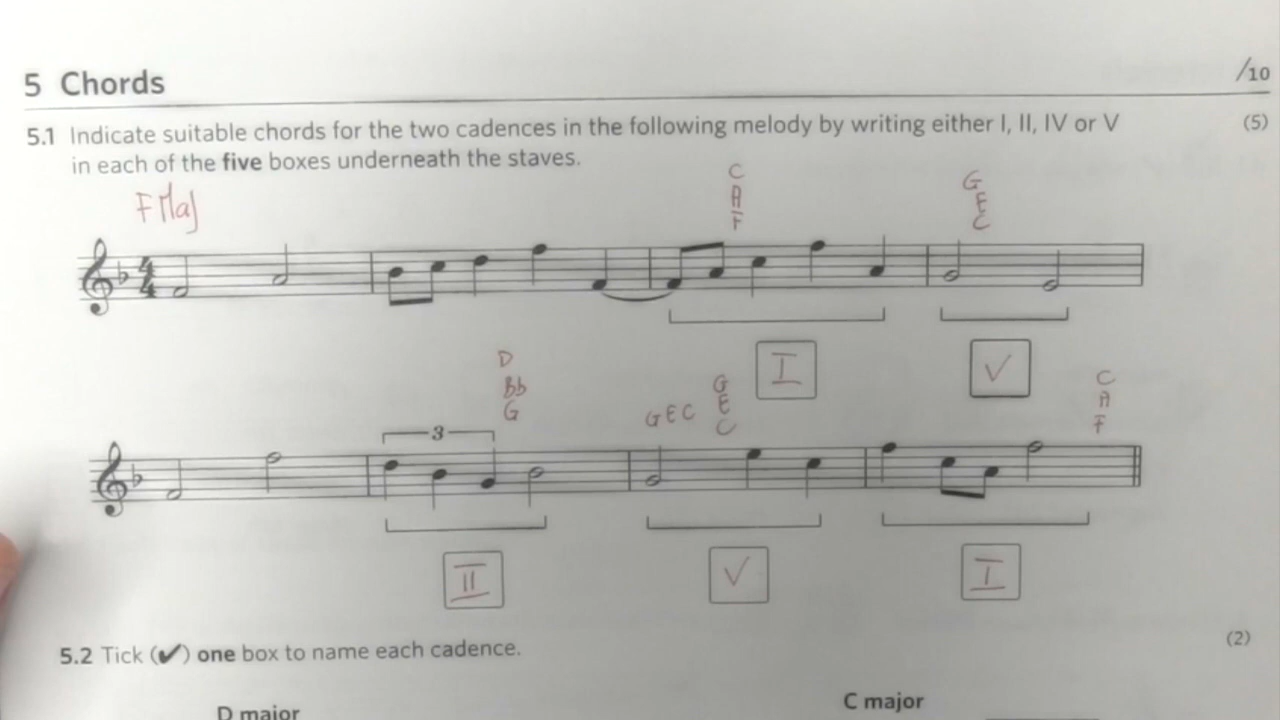 5 Chords /10
5.1 Indicate suitable chords for the two cadences in the following melody by writing either I, II, IV or V (5)
in each of the five boxes underneath the staves.
F Maj
C
A
F
G
E
C
4
4
I
V
D
Bb
G
3
G E C
G
E
C
C
A
F
II
V
I
5.2 Tick (✔) one box to name each cadence. (2)
D major
C major